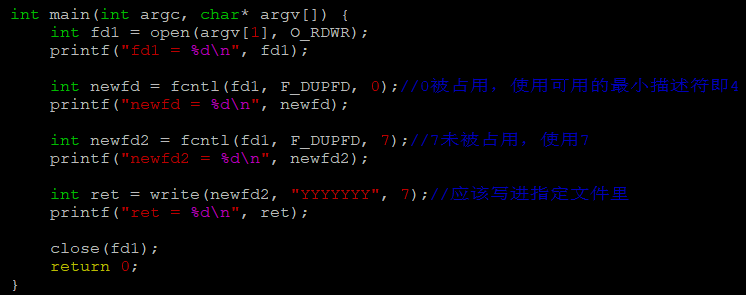 int main(int argc, char* argv[]) {
    int fd1 = open(argv[1], O_RDWR);
    printf("fd1 = %d\n", fd1);

    int newfd = fcntl(fd1, F_DUPFD, 0);//0被占用，使用可用的最小描述符即4
    printf("newfd = %d\n", newfd);

    int newfd2 = fcntl(fd1, F_DUPFD, 7);//7未被占用，使用7
    printf("newfd2 = %d\n", newfd2);

    int ret = write(newfd2, "YYYYYYY", 7);//应该写进指定文件里
    printf("ret = %d\n", ret);

    close(fd1);
    return 0;
}